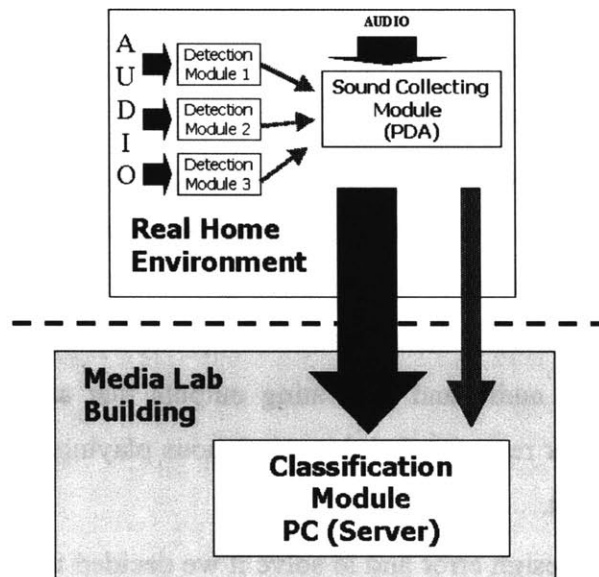 AUDIO
A
U
D
I
O
Detection
Module 1
Detection
Module 2
Detection
Module 3
Sound Collecting
Module
(PDA)
Real Home
Environment
Media Lab
Building
Classification
Module
PC (Server)